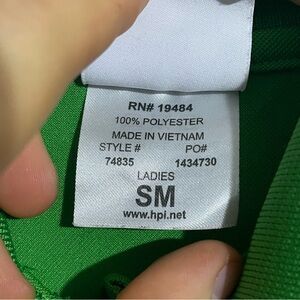 RN# 19484
100% POLYESTER
MADE IN VIETNAM
STYLE # PO#
74835 1434730
LADIES
SM
www.hpi.net